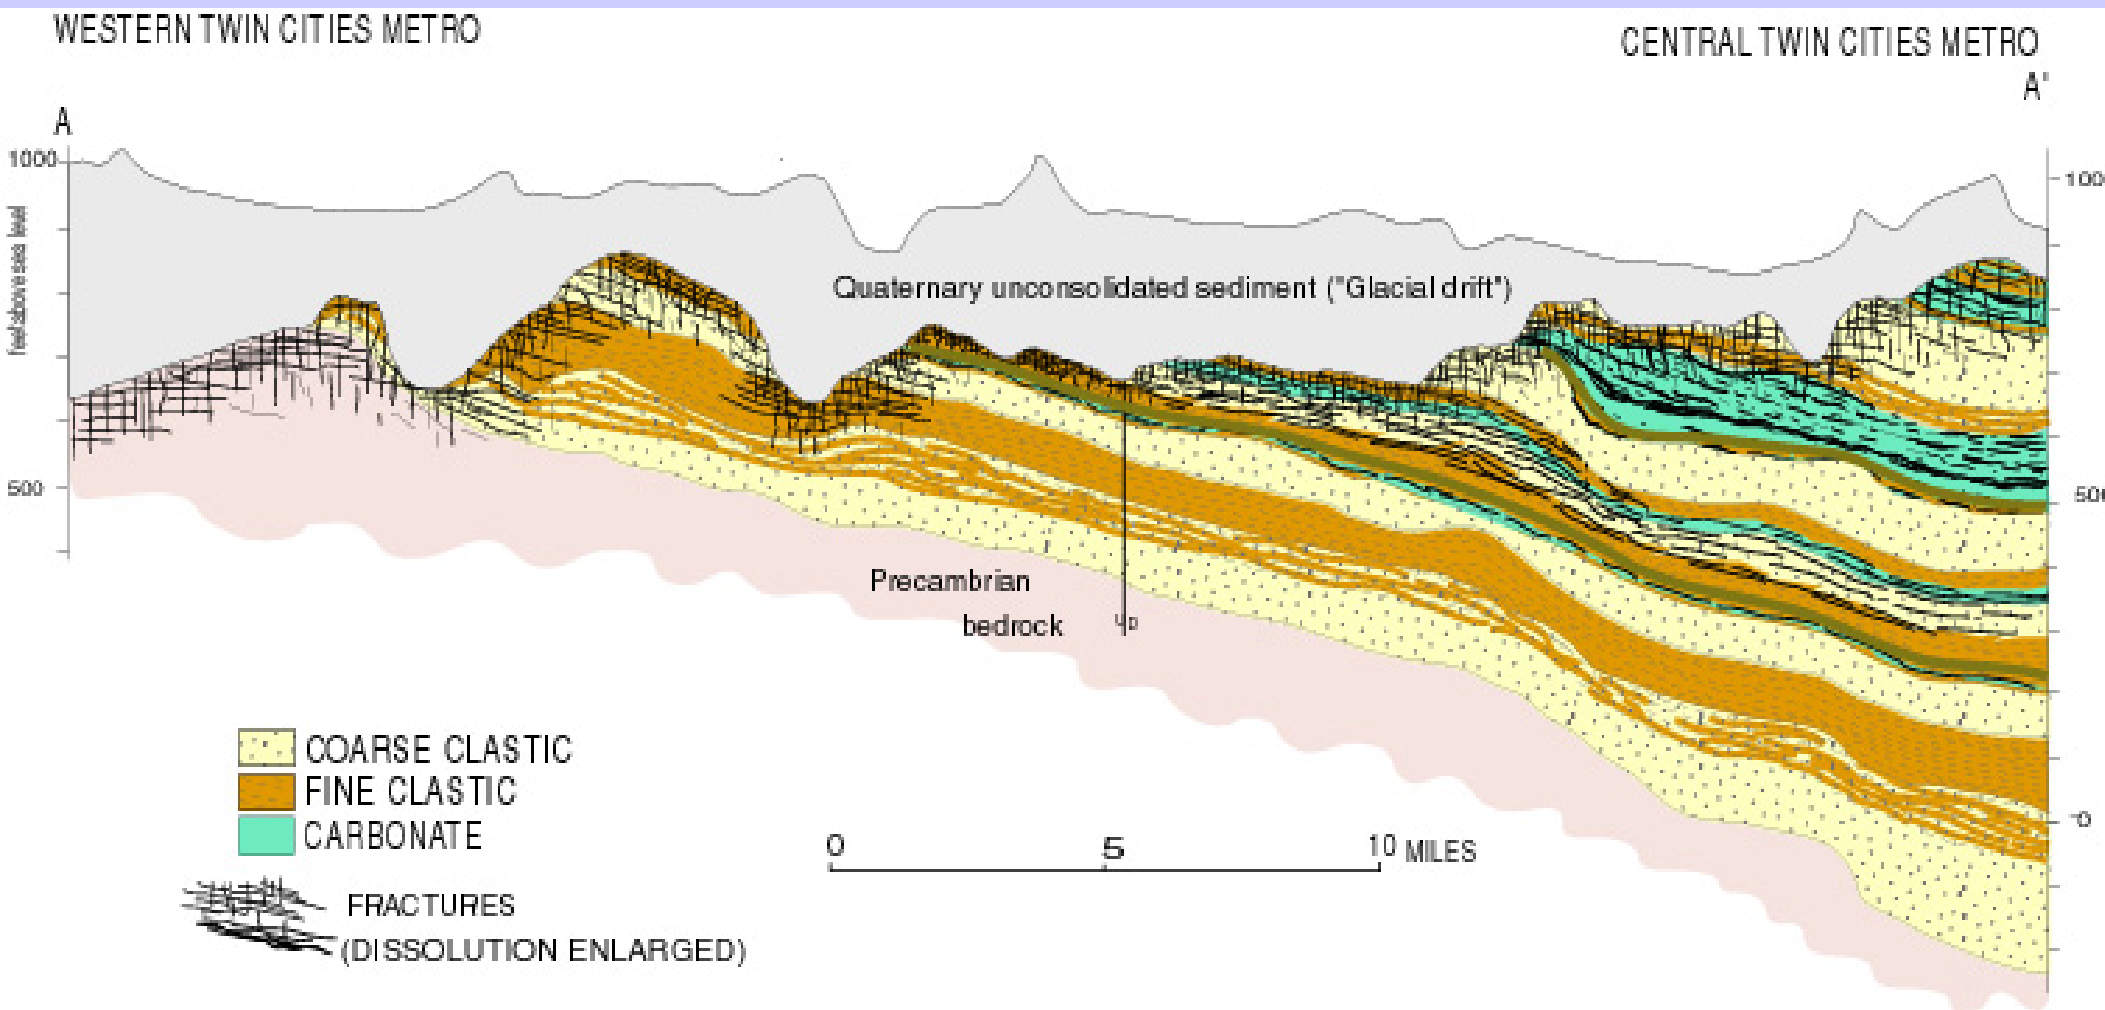 WESTERN TWIN CITIES METRO
CENTRAL TWIN CITIES METRO
A
A'
1000
100
feet above sea level
Quaternary unconsolidated sediment ("Glacial drift")
500
50
Precambrian
bedrock
0
COARSE CLASTIC
FINE CLASTIC
CARBONATE
0 5 10 MILES
FRACTURES
(DISSOLUTION ENLARGED)